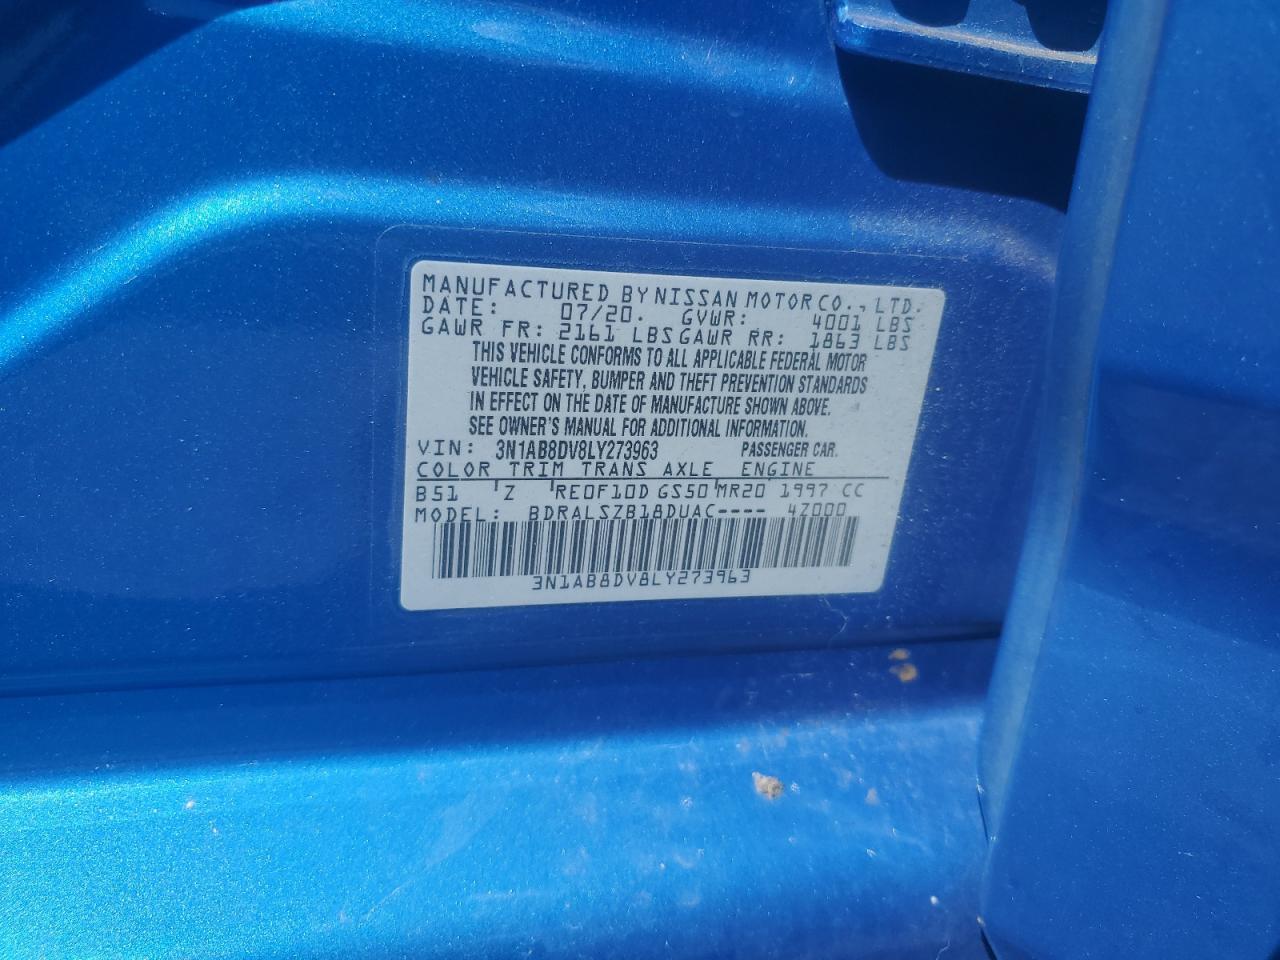 MANUFACTURED BY NISSAN MOTOR CO., LTD.
DATE: 07/20. GVWR: 4001 LBS
GAWR FR: 2161 LBS GAWR RR: 1863 LBS
THIS VEHICLE CONFORMS TO ALL APPLICABLE FEDERAL MOTOR
VEHICLE SAFETY, BUMPER AND THEFT PREVENTION STANDARDS
IN EFFECT ON THE DATE OF MANUFACTURE SHOWN ABOVE.
SEE OWNER'S MANUAL FOR ADDITIONAL INFORMATION.
VIN: 3N1AB8DV8LY273963 PASSENGER CAR.
COLOR TRIM TRANS AXLE ENGINE
B51 Z RE0F10D GS50 MR20 1997 CC
MODEL: BDRALSZB18DUAC---- 4Z000
3N1AB8DV8LY273963